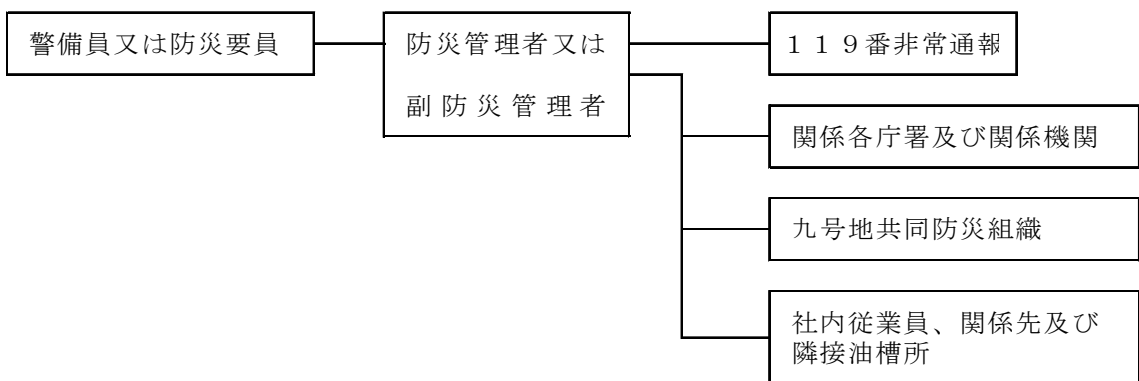 警備員又は防災要員
防災管理者又は
副防災管理者
１１９番非常通報
関係各庁署及び関係機関
九号地共同防災組織
社内従業員、関係先及び
隣接油槽所